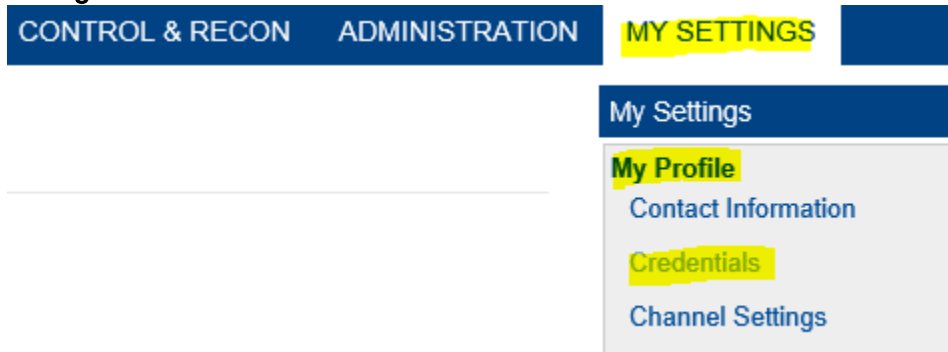 CONTROL & RECON ADMINISTRATION MY SETTINGS
My Settings
My Profile
Contact Information
Credentials
Channel Settings